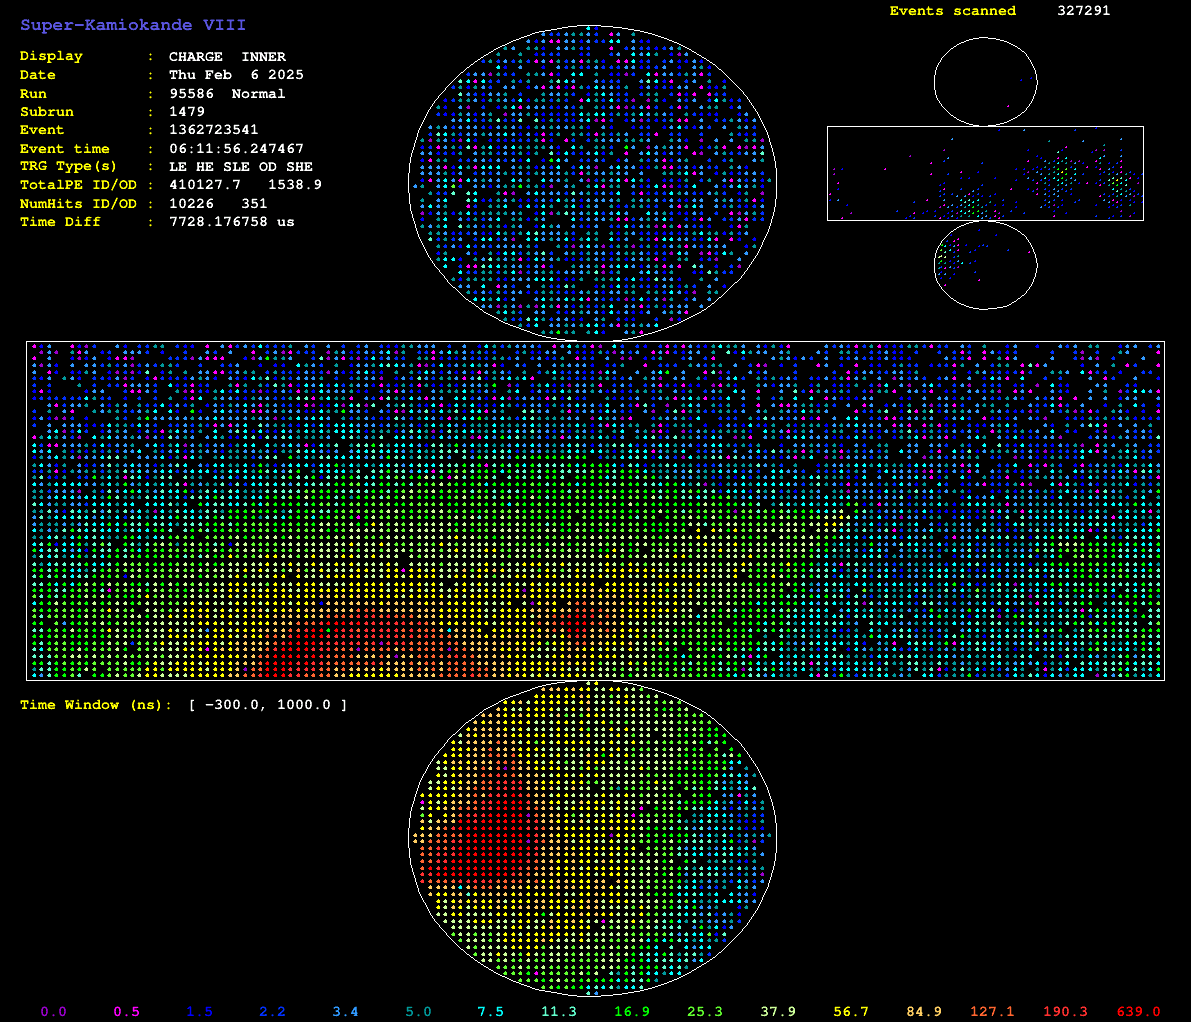 Super-Kamiokande VIII
Events scanned 327291
Display : CHARGE INNER
Date : Thu Feb 6 2025
Run : 95586 Normal
Subrun : 1479
Event : 1362723541
Event time : 06:11:56.247467
TRG Type(s) : LE HE SLE OD SHE
TotalPE ID/OD : 410127.7 1538.9
NumHits ID/OD : 10226 351
Time Diff : 7728.176758 us
Time Window (ns): [ -300.0, 1000.0 ]
0.0 0.5 1.5 2.2 3.4 5.0 7.5 11.3 16.9 25.3 37.9 56.7 84.9 127.1 190.3 639.0